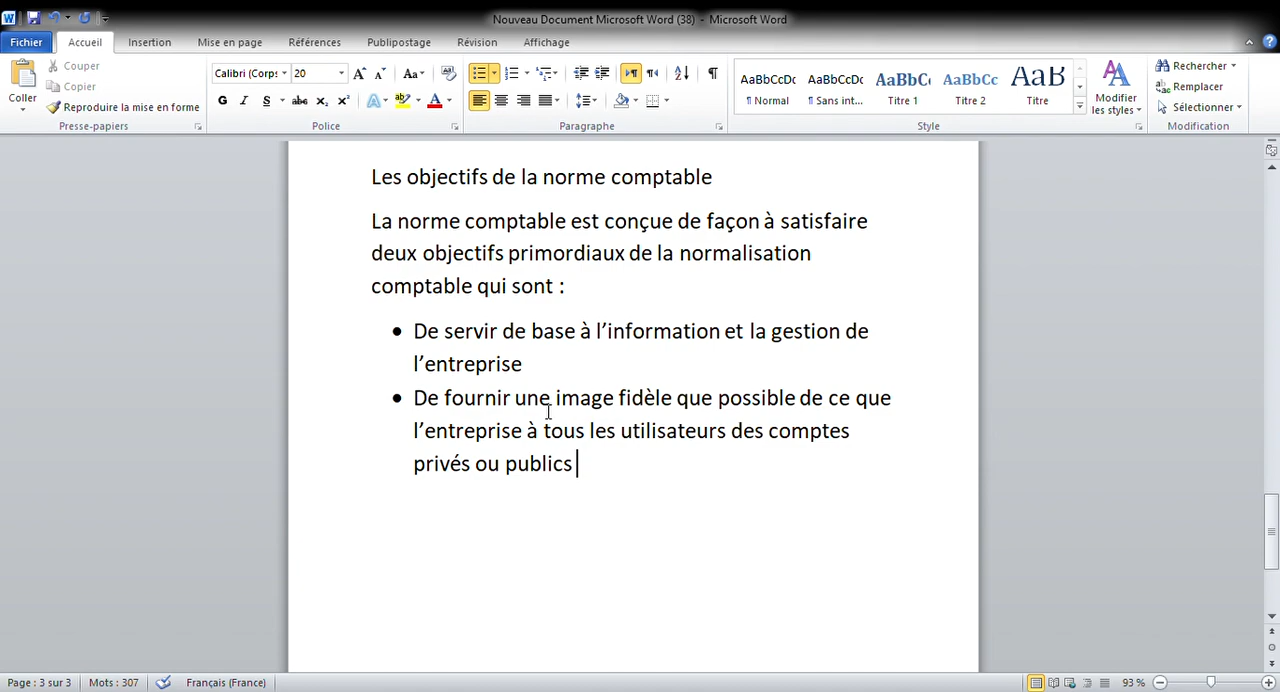 Nouveau Document Microsoft Word (38) - Microsoft Word
Fichier Accueil Insertion Mise en page Références Publipostage Révision Affichage
Coller
Couper
Copier
Reproduire la mise en forme
Presse-papiers
Calibri (Corps 20
G I S abc x₂ x² A ab A
Police
Paragraphe
AaBbCcDc AaBbCcDc AaBbC AaBbCc AaB
¶ Normal ¶ Sans int... Titre 1 Titre 2 Titre
Style
Modifier
les styles
Rechercher
Remplacer
Sélectionner
Modification
Les objectifs de la norme comptable
La norme comptable est conçue de façon à satisfaire
deux objectifs primordiaux de la normalisation
comptable qui sont :
• De servir de base à l’information et la gestion de
l’entreprise
• De fournir une image fidèle que possible de ce que
l’entreprise à tous les utilisateurs des comptes
privés ou publics
Page : 3 sur 3 Mots : 307 Français (France) 93 %